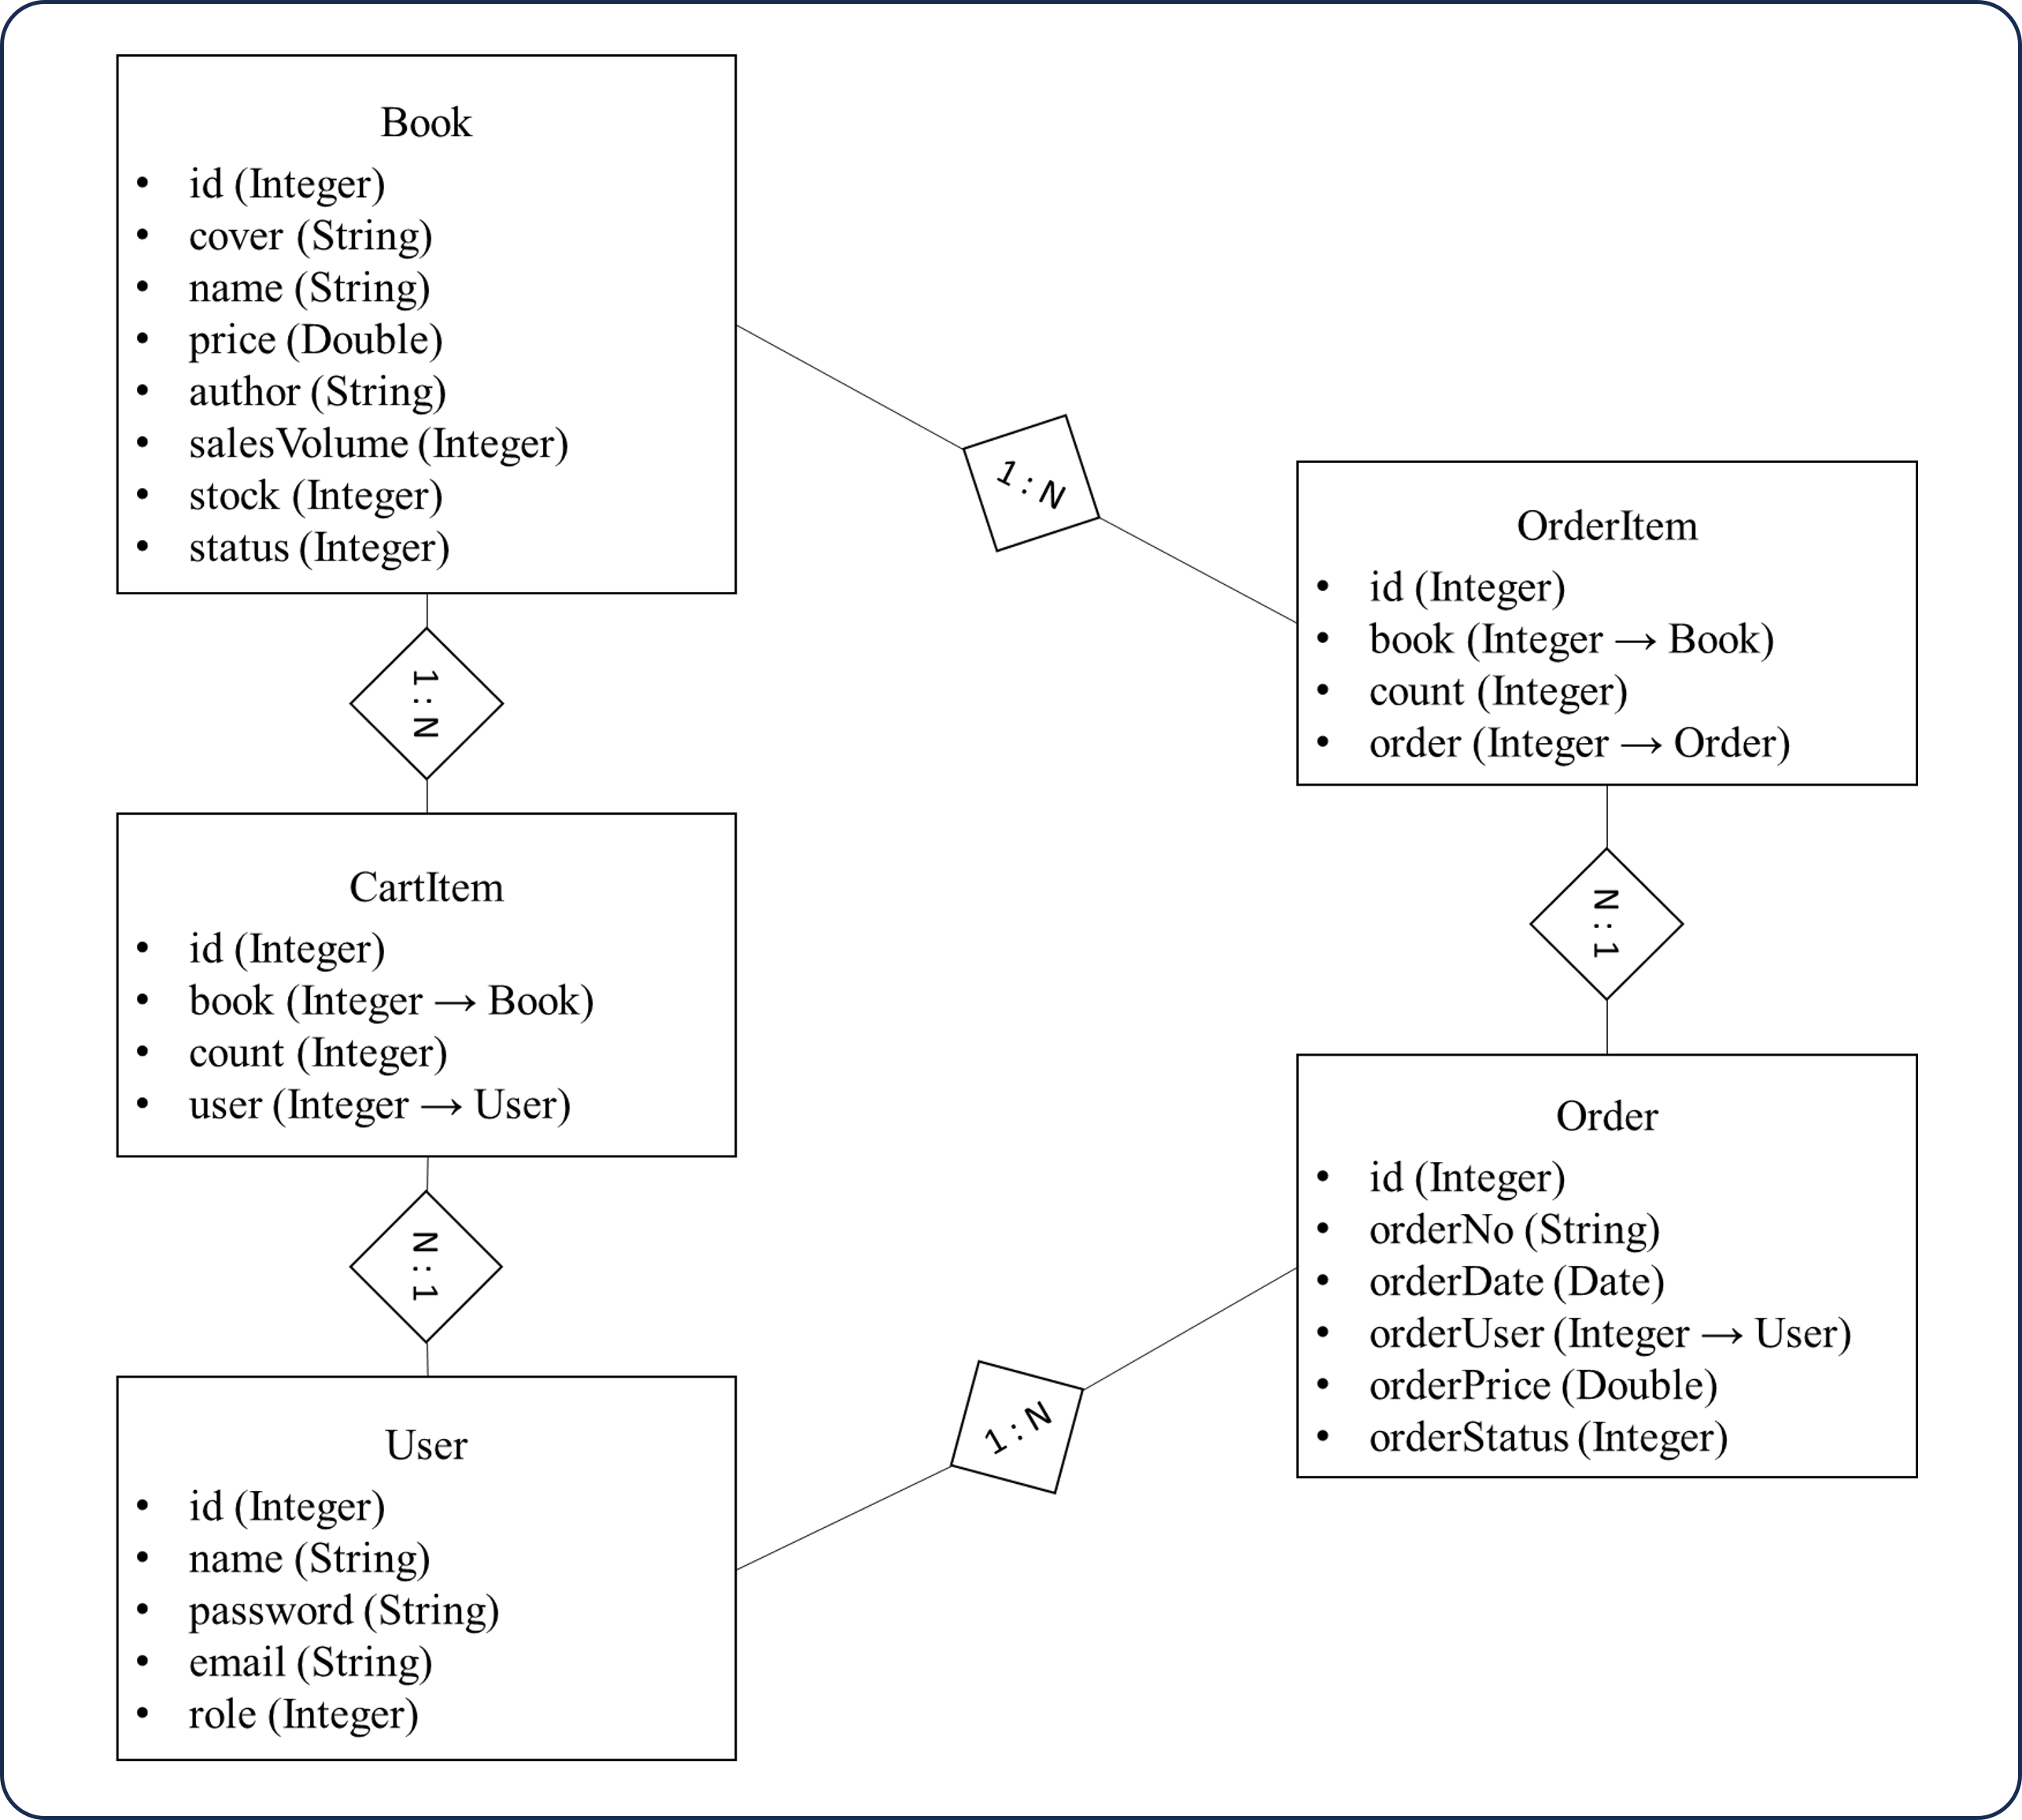 Book
• id (Integer)
• cover (String)
• name (String)
• price (Double)
• author (String)
• salesVolume (Integer)
• stock (Integer)
• status (Integer)
1 : N
1 : N
OrderItem
• id (Integer)
• book (Integer → Book)
• count (Integer)
• order (Integer → Order)
CartItem
• id (Integer)
• book (Integer → Book)
• count (Integer)
• user (Integer → User)
N : 1
N : 1
Order
• id (Integer)
• orderNo (String)
• orderDate (Date)
• orderUser (Integer → User)
• orderPrice (Double)
• orderStatus (Integer)
1 : N
User
• id (Integer)
• name (String)
• password (String)
• email (String)
• role (Integer)